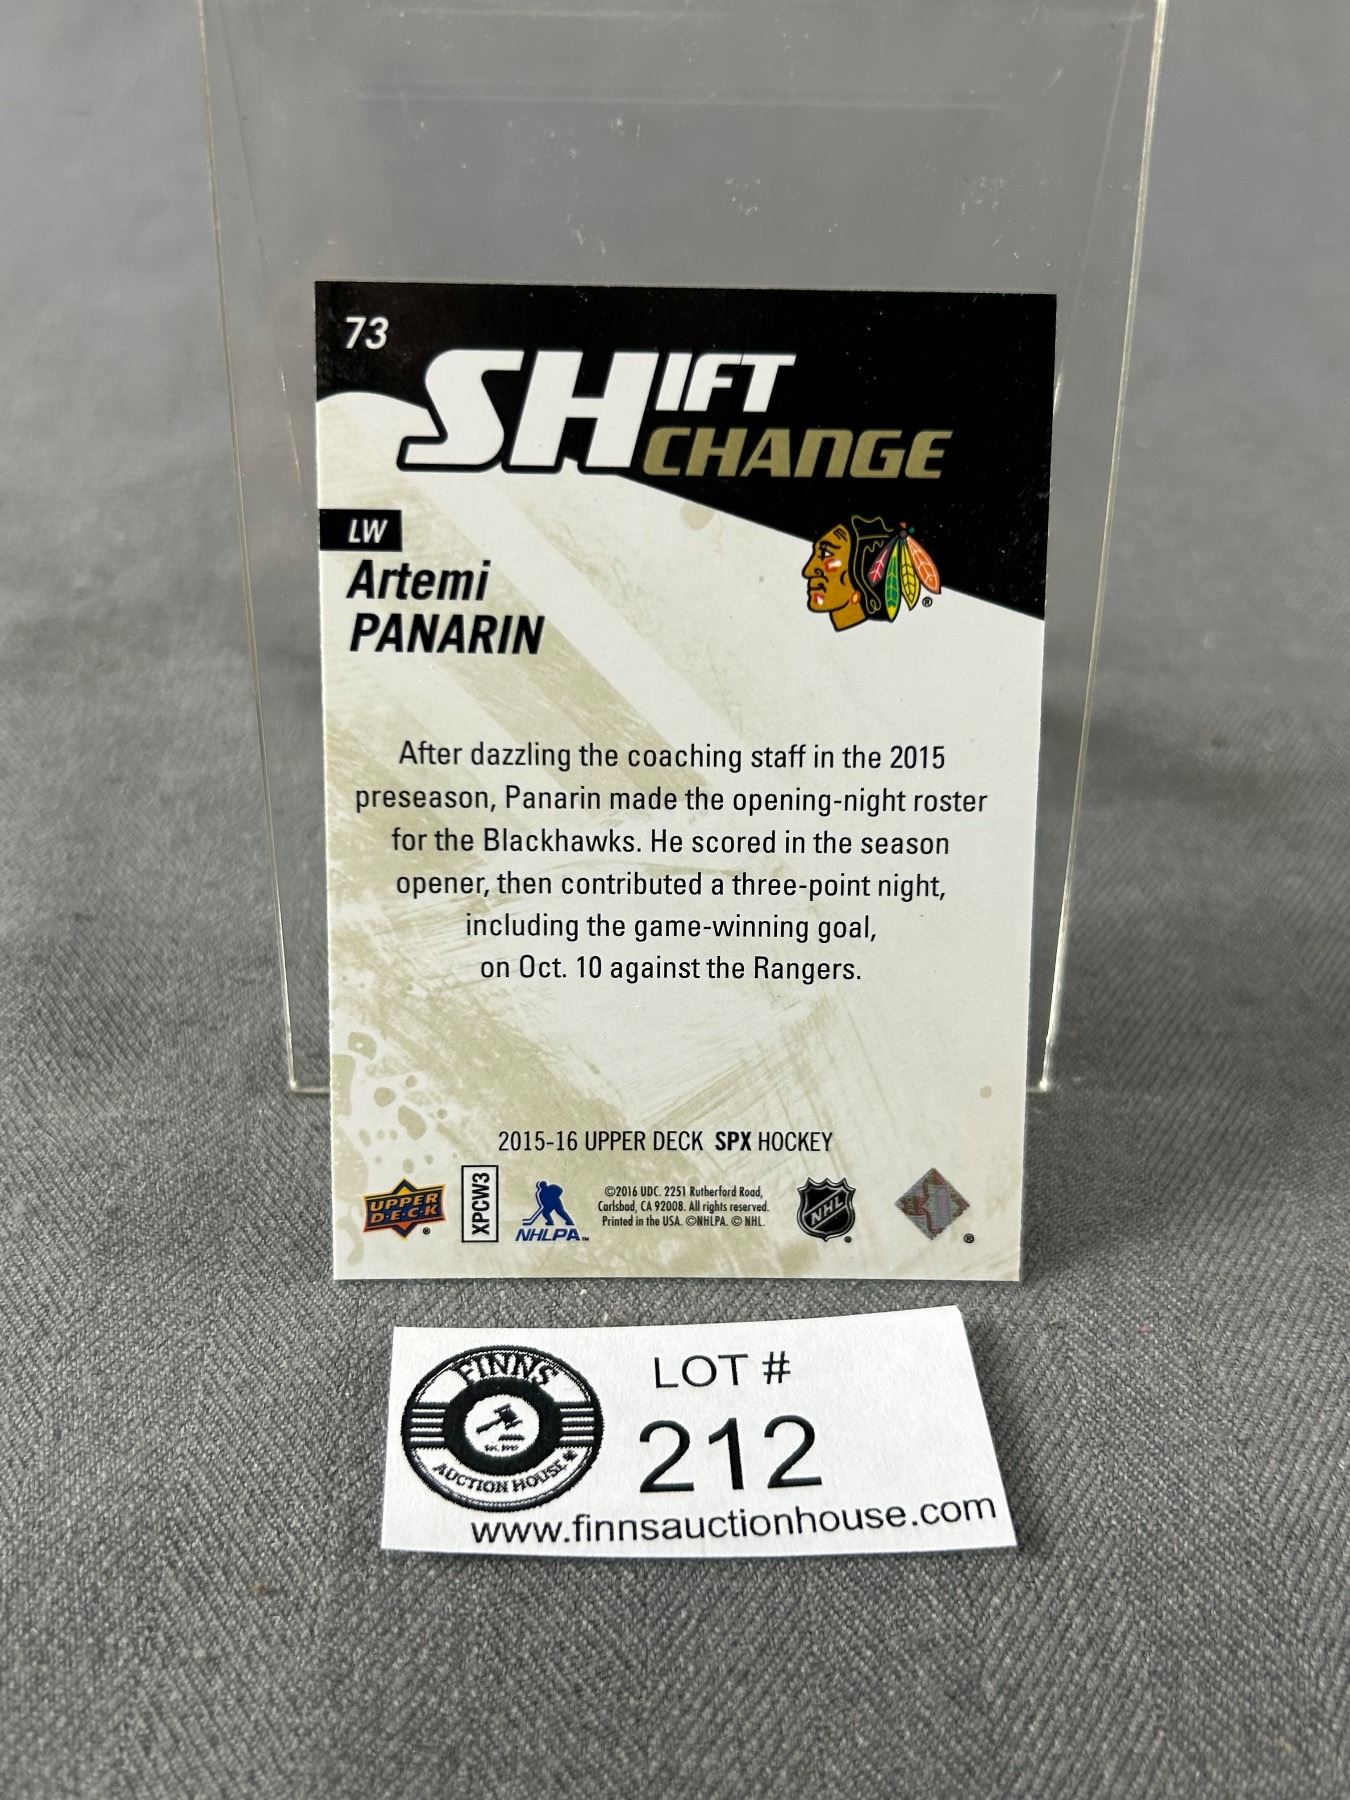 73
SHIFT
CHANGE
LW
Artemi
PANARIN
®
After dazzling the coaching staff in the 2015
preseason, Panarin made the opening-night roster
for the Blackhawks. He scored in the season
opener, then contributed a three-point night,
including the game-winning goal,
on Oct. 10 against the Rangers.
2015-16 UPPER DECK SPX HOCKEY
UPPER
D·E·C·K
®
XPCW3
NHLPA™
©2016 UDC. 2251 Rutherford Road,
Carlsbad, CA 92008. All rights reserved.
Printed in the USA. ©NHLPA. © NHL.
NHL
®
®
FINNS
AUCTION HOUSE
LOT #
212
www.finnsauctionhouse.com